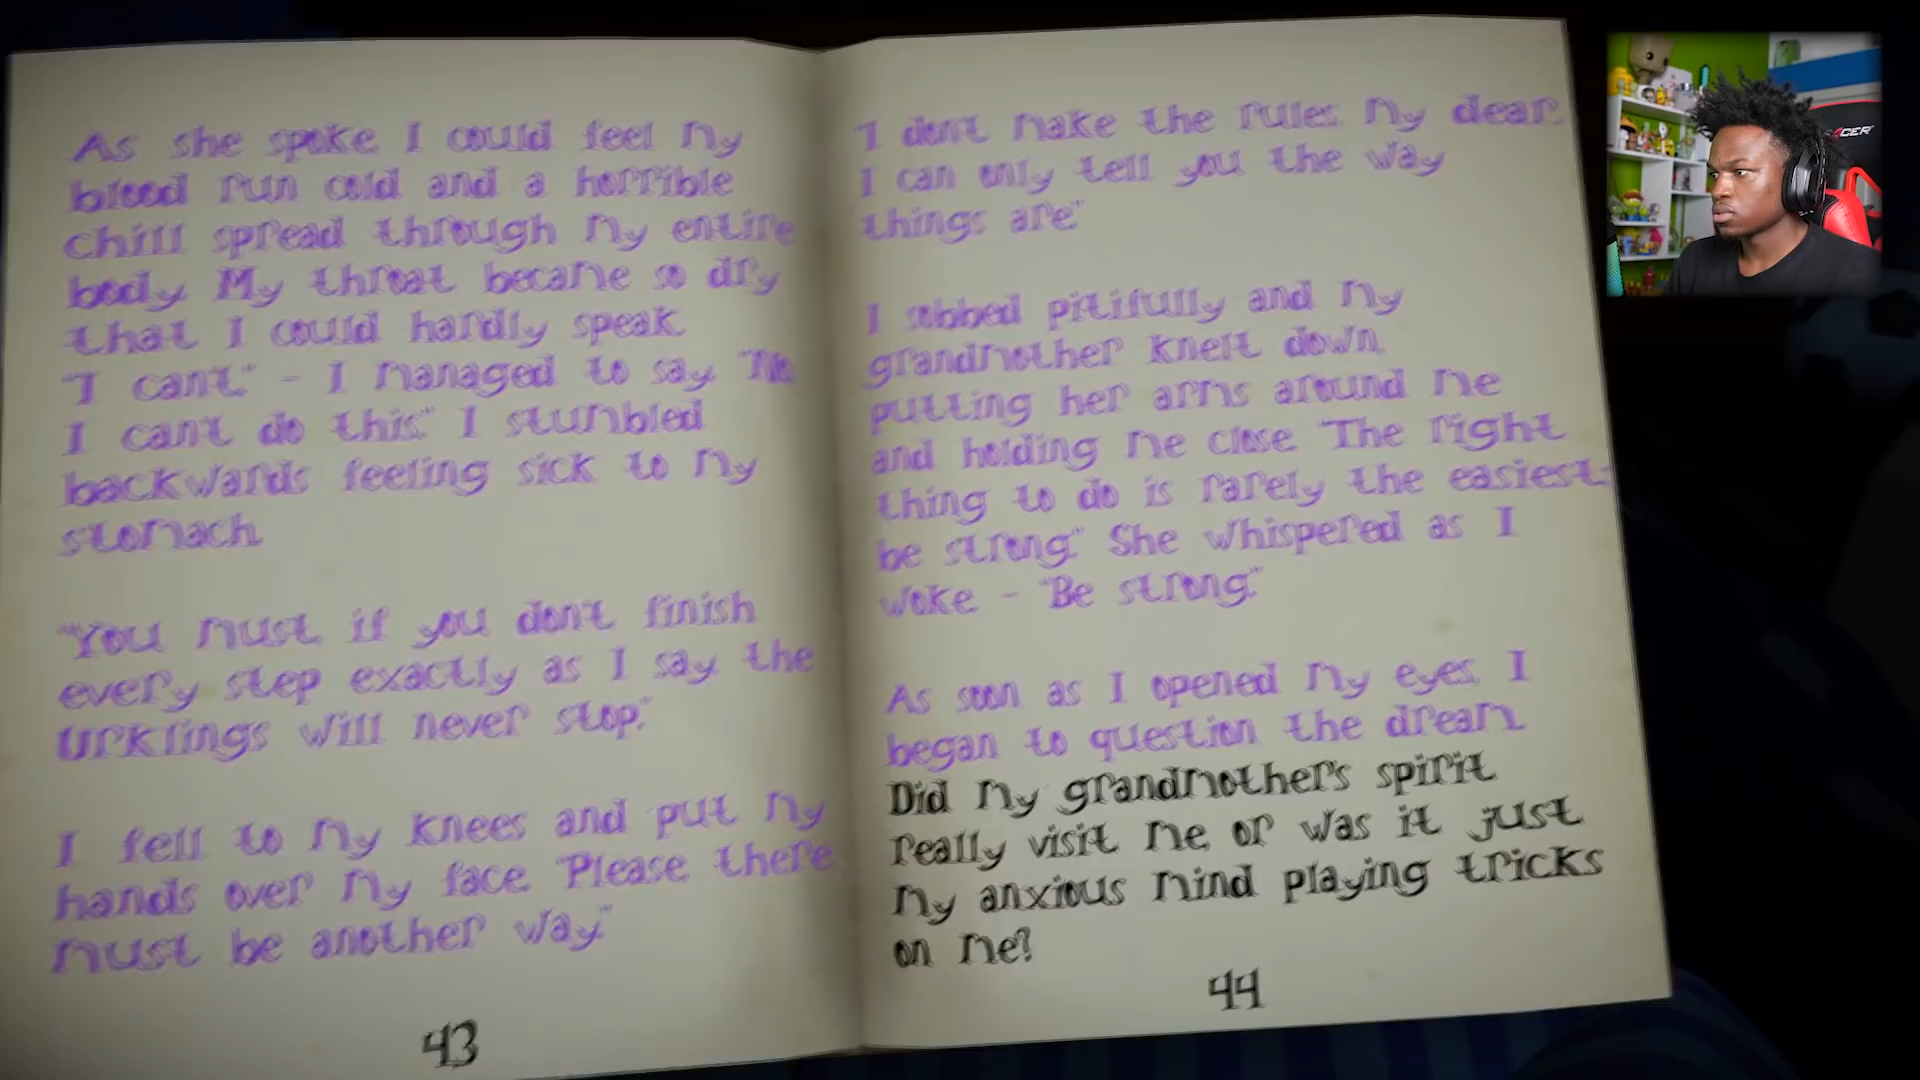 As she spoke I could feel my
blood run cold and a horrible
chill spread through my entire
body. My throat became so dry
that I could hardly speak.
"I can't." - I managed to say "No
I can't do this." I stumbled
backwards feeling sick to my
stomach.
"You must, if you don't finish
every step exactly as I say the
Urklings will never stop."
I fell to my knees and put my
hands over my face. "Please, there
must be another way."
43
"I don't make the rules, my dear.
I can only tell you the way
things are"
I sobbed pitifully and my
grandmother knelt down,
putting her arms around me
and holding me close. "The right
thing to do is rarely the easiest;
be strong." She whispered as I
woke - "Be strong."
As soon as I opened my eyes, I
began to question the dream.
Did my grandmother's spirit
really visit me, or was it just
my anxious mind playing tricks
on me?
44